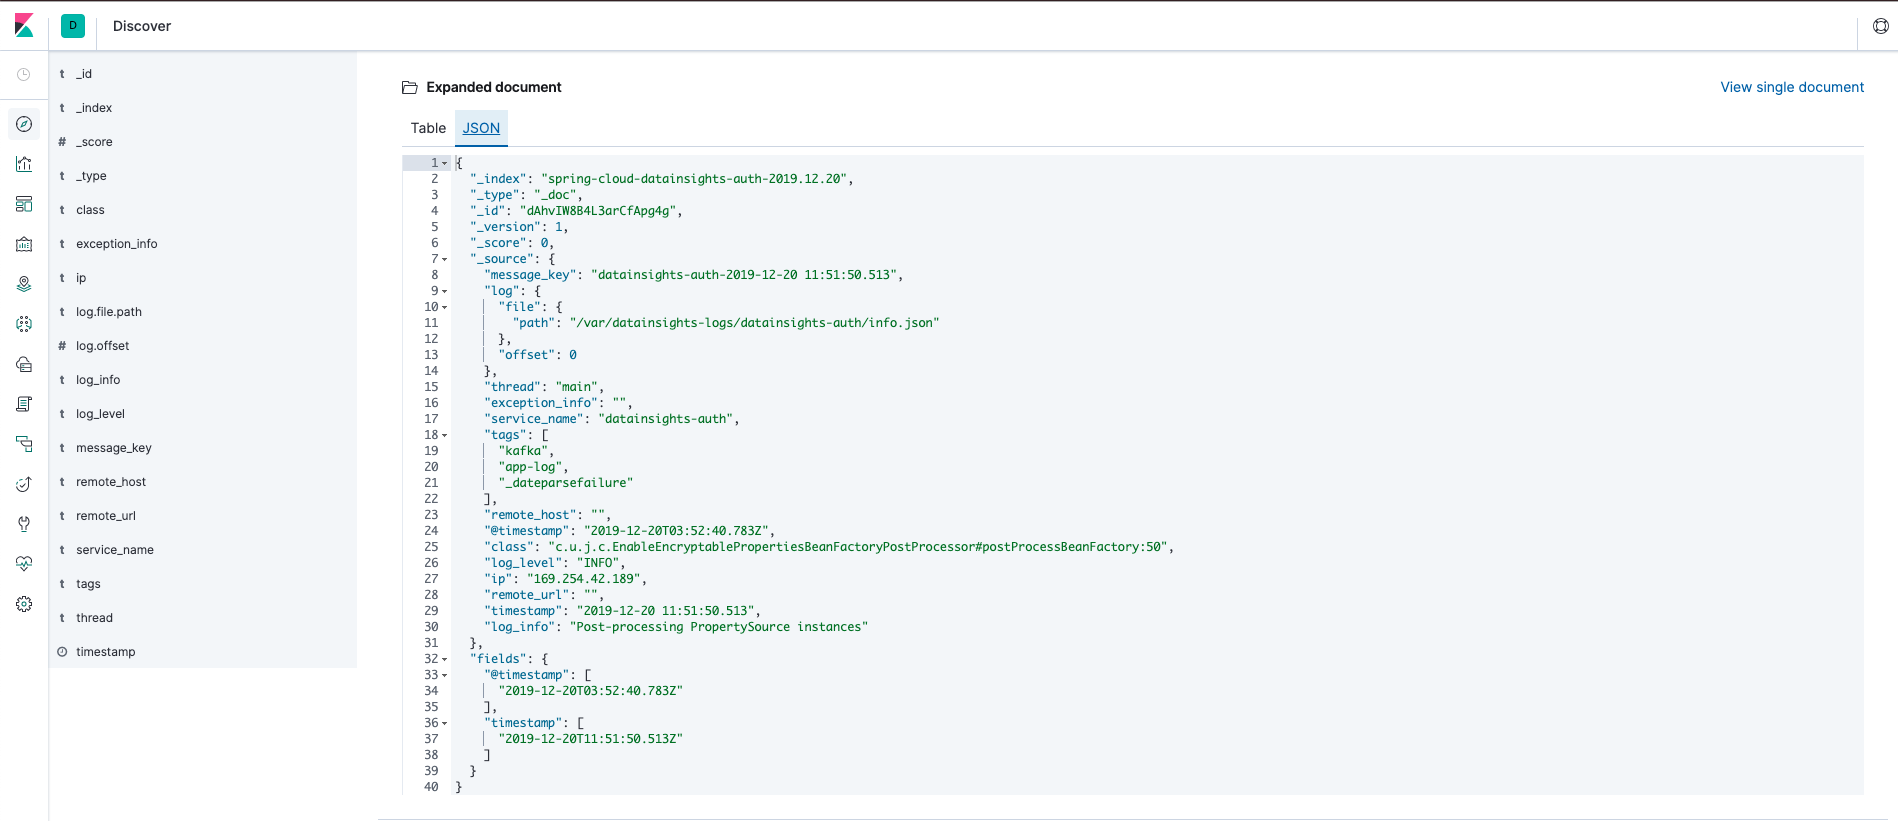 D Discover
t _id
t _index
# _score
t _type
t class
t exception_info
t ip
t log.file.path
# log.offset
t log_info
t log_level
t message_key
t remote_host
t remote_url
t service_name
t tags
t thread
timestamp
Expanded document
View single document
Table JSON
1 {
2 "_index": "spring-cloud-datainsights-auth-2019.12.20",
3 "_type": "_doc",
4 "_id": "dAhvIW8B4L3arCfApg4g",
5 "_version": 1,
6 "_score": 0,
7 "_source": {
8 "message_key": "datainsights-auth-2019-12-20 11:51:50.513",
9 "log": {
10 "file": {
11 "path": "/var/datainsights-logs/datainsights-auth/info.json"
12 },
13 "offset": 0
14 },
15 "thread": "main",
16 "exception_info": "",
17 "service_name": "datainsights-auth",
18 "tags": [
19 "kafka",
20 "app-log",
21 "_dateparsefailure"
22 ],
23 "remote_host": "",
24 "@timestamp": "2019-12-20T03:52:40.783Z",
25 "class": "c.u.j.c.EnableEncryptablePropertiesBeanFactoryPostProcessor#postProcessBeanFactory:50",
26 "log_level": "INFO",
27 "ip": "169.254.42.189",
28 "remote_url": "",
29 "timestamp": "2019-12-20 11:51:50.513",
30 "log_info": "Post-processing PropertySource instances"
31 },
32 "fields": {
33 "@timestamp": [
34 "2019-12-20T03:52:40.783Z"
35 ],
36 "timestamp": [
37 "2019-12-20T11:51:50.513Z"
38 ]
39 }
40 }